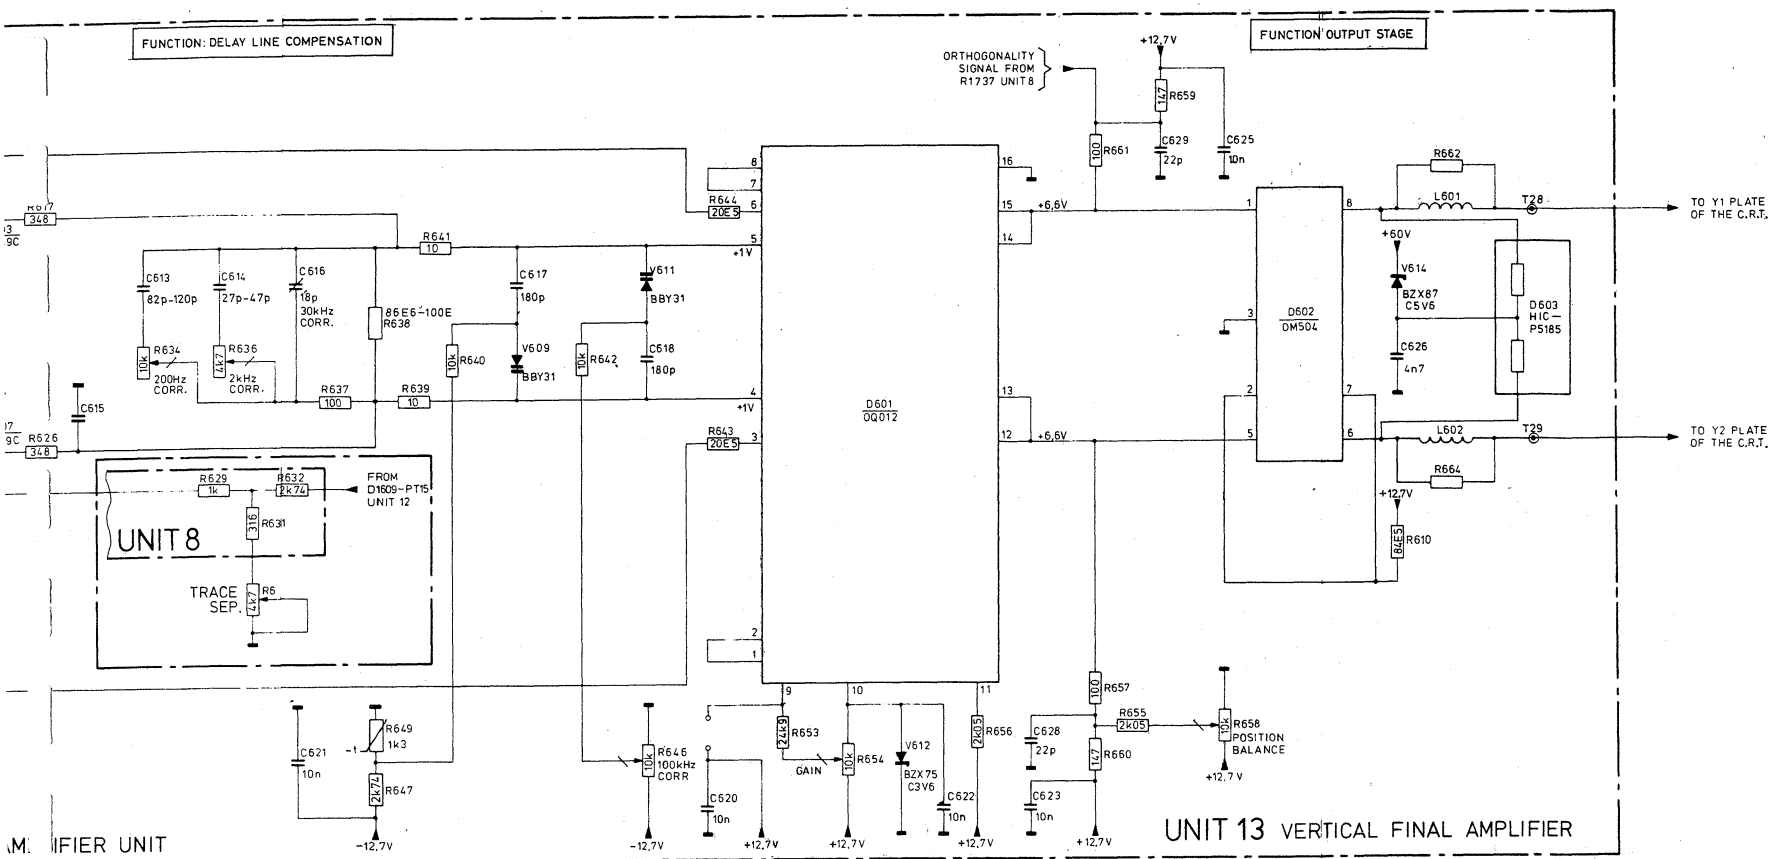 FUNCTION: DELAY LINE COMPENSATION
FUNCTION OUTPUT STAGE
ORTHOGONALITY
SIGNAL FROM
R1737 UNIT 8
+12,7V
147
R659
100
R661
C629
22p
C625
10n
R617
348
9C
R641
10
R644
20E5
8
7
6
5
+1V
16
15
+6,6V
14
1
8
R662
L601
T28
TO Y1 PLATE
OF THE C.R.T.
C613
82p-120p
C614
27p-47p
C616
18p
30kHz
CORR.
86E6-100E
R638
C617
180p
V611
BBY31
+60V
V614
BZX87
C5V6
D603
HIC-
P5185
3
D602
OM504
10k
R634
200Hz
CORR.
4k7
R636
2kHz
CORR.
10k
R640
V609
BBY31
10k
R642
C618
180p
C626
4n7
R637
100
R639
10
4
+1V
D601
OQ012
13
2
7
C615
9C
R626
348
R643
20E5
3
12
+6,6V
5
6
L602
T29
TO Y2 PLATE
OF THE C.R.T.
R664
R629
1k
R632
2k74
FROM
D1609-PT15
UNIT 12
316
R631
UNIT 8
+12,7V
84E5
R610
TRACE
SEP.
4k7
R6
2
1
9
10
11
C621
10n
-t
R649
1k3
2k74
R647
-12,7V
10k
R646
100kHz
CORR
-12,7V
C620
10n
+12,7V
24k9
R653
GAIN
10k
R654
+12,7V
V612
BZX75
C3V6
C622
10n
2k05
R656
+12,7V
C628
22p
C623
10n
100
R657
R655
2k05
147
R660
+12,7V
10k
R658
POSITION
BALANCE
+12,7V
IFIER UNIT
UNIT 13 VERTICAL FINAL AMPLIFIER